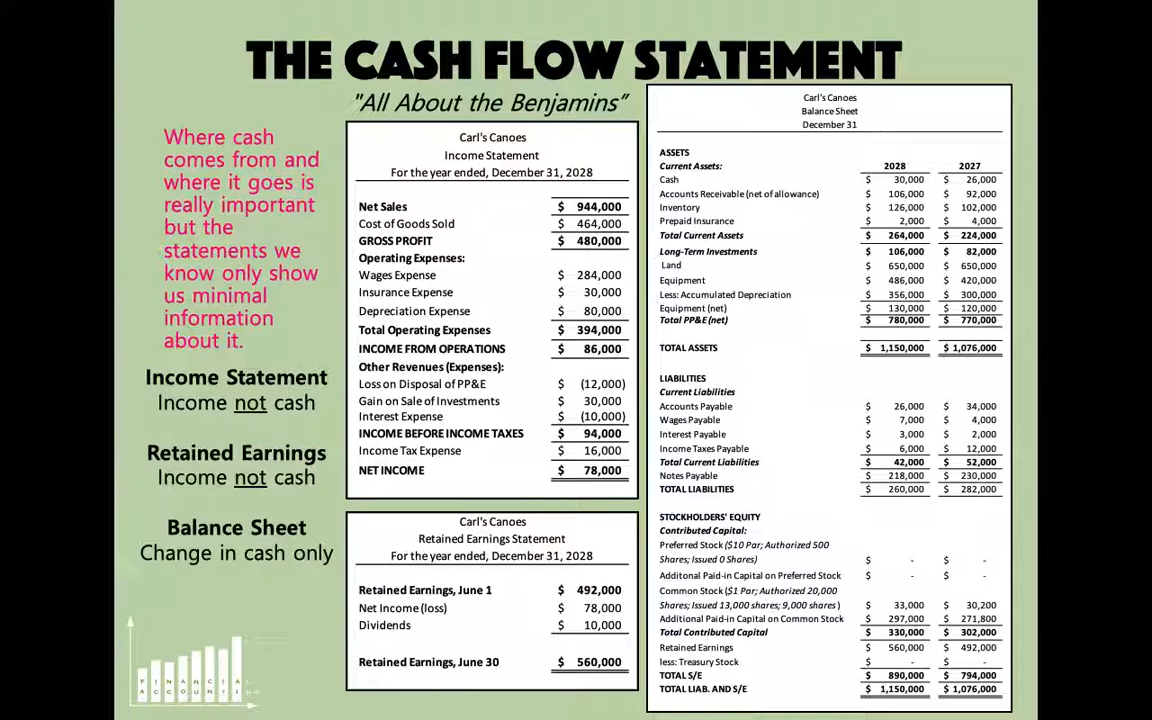 THE CASH FLOW STATEMENT
"All About the Benjamins”
Where cash
comes from and
where it goes is
really important
but the
statements we
know only show
us minimal
information
about it.
Income Statement
Income not cash
Retained Earnings
Income not cash
Balance Sheet
Change in cash only
FINANCIAL
ACCOUNTI
Carl's Canoes
Income Statement
For the year ended, December 31, 2028
Net Sales $ 944,000
Cost of Goods Sold $ 464,000
GROSS PROFIT $ 480,000
Operating Expenses:
Wages Expense $ 284,000
Insurance Expense $ 30,000
Depreciation Expense $ 80,000
Total Operating Expenses $ 394,000
INCOME FROM OPERATIONS $ 86,000
Other Revenues (Expenses):
Loss on Disposal of PP&E $ (12,000)
Gain on Sale of Investments $ 30,000
Interest Expense $ (10,000)
INCOME BEFORE INCOME TAXES $ 94,000
Income Tax Expense $ 16,000
NET INCOME $ 78,000
Carl's Canoes
Retained Earnings Statement
For the year ended, December 31, 2028
Retained Earnings, June 1 $ 492,000
Net Income (loss) $ 78,000
Dividends $ 10,000
Retained Earnings, June 30 $ 560,000
Carl's Canoes
Balance Sheet
December 31
ASSETS
Current Assets: 2028 2027
Cash $ 30,000 $ 26,000
Accounts Receivable (net of allowance) $ 106,000 $ 92,000
Inventory $ 126,000 $ 102,000
Prepaid Insurance $ 2,000 $ 4,000
Total Current Assets $ 264,000 $ 224,000
Long-Term Investments $ 106,000 $ 82,000
Land $ 650,000 $ 650,000
Equipment $ 486,000 $ 420,000
Less: Accumulated Depreciation $ 356,000 $ 300,000
Equipment (net) $ 130,000 $ 120,000
Total PP&E (net) $ 780,000 $ 770,000
TOTAL ASSETS $ 1,150,000 $ 1,076,000
LIABILITIES
Current Liabilities
Accounts Payable $ 26,000 $ 34,000
Wages Payable $ 7,000 $ 4,000
Interest Payable $ 3,000 $ 2,000
Income Taxes Payable $ 6,000 $ 12,000
Total Current Liabilities $ 42,000 $ 52,000
Notes Payable $ 218,000 $ 230,000
TOTAL LIABILITIES $ 260,000 $ 282,000
STOCKHOLDERS' EQUITY
Contributed Capital:
Preferred Stock ($10 Par; Authorized 500
Shares; Issued 0 Shares) $ - $ -
Additonal Paid-in Capital on Preferred Stock $ - $ -
Common Stock ($1 Par; Authorized 20,000
Shares; Issued 13,000 shares; 9,000 shares ) $ 33,000 $ 30,200
Additional Paid-in Capital on Common Stock $ 297,000 $ 271,800
Total Contributed Capital $ 330,000 $ 302,000
Retained Earnings $ 560,000 $ 492,000
less: Treasury Stock $ - $ -
TOTAL S/E $ 890,000 $ 794,000
TOTAL LIAB. AND S/E $ 1,150,000 $ 1,076,000